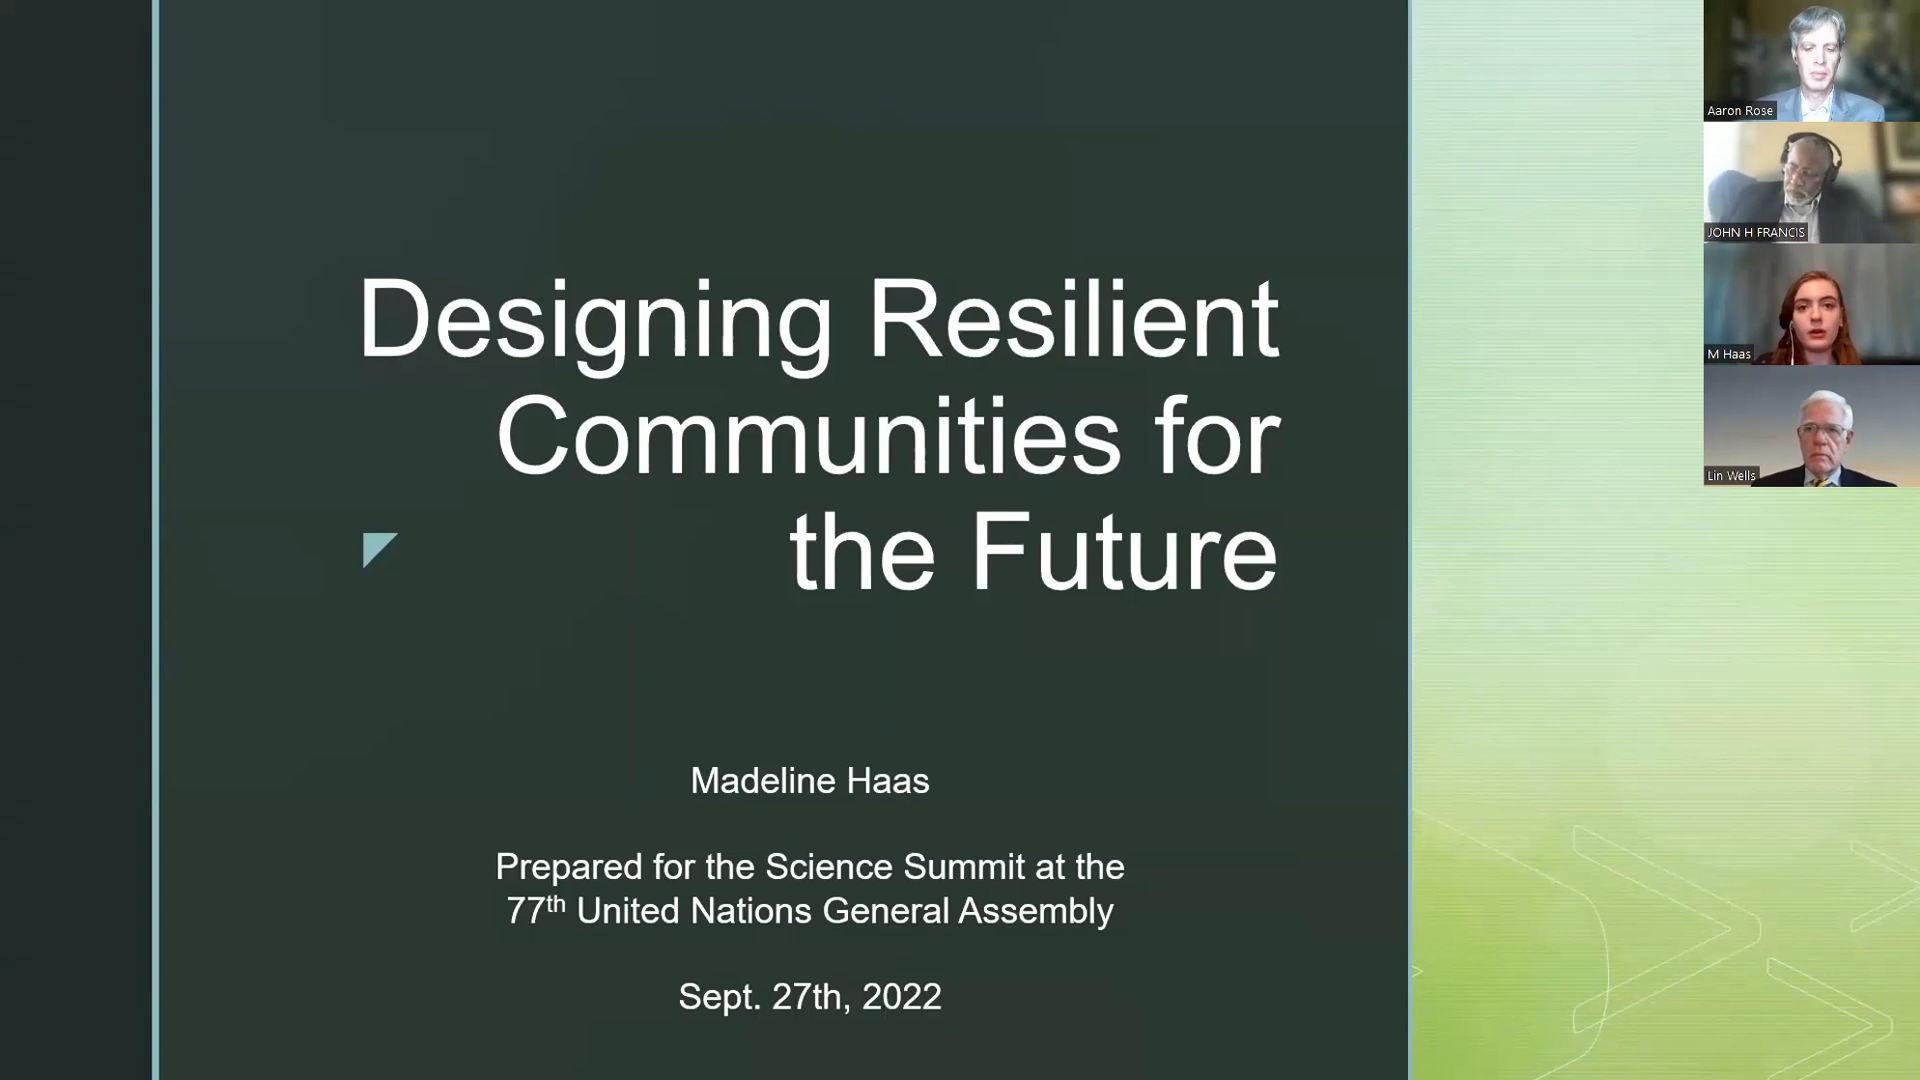 Designing Resilient
Communities for
the Future
Madeline Haas
Prepared for the Science Summit at the
77th United Nations General Assembly
Sept. 27th, 2022
Aaron Rose
JOHN H FRANCIS
M Haas
Lin Wells